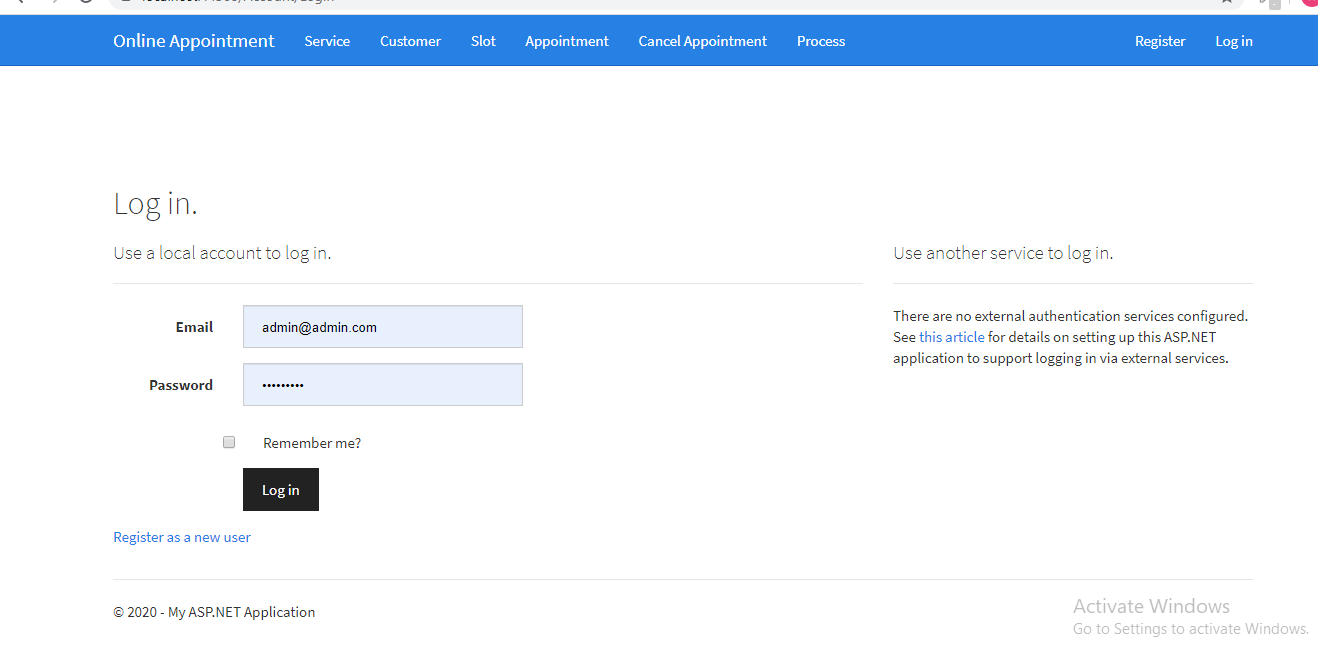 Online Appointment Service Customer Slot Appointment Cancel Appointment Process Register Log in
Log in.
Use a local account to log in.
Use another service to log in.
Email admin@admin.com
Password •••••••••
There are no external authentication services configured.
See this article for details on setting up this ASP.NET
application to support logging in via external services.
Remember me?
Log in
Register as a new user
© 2020 - My ASP.NET Application
Activate Windows
Go to Settings to activate Windows.